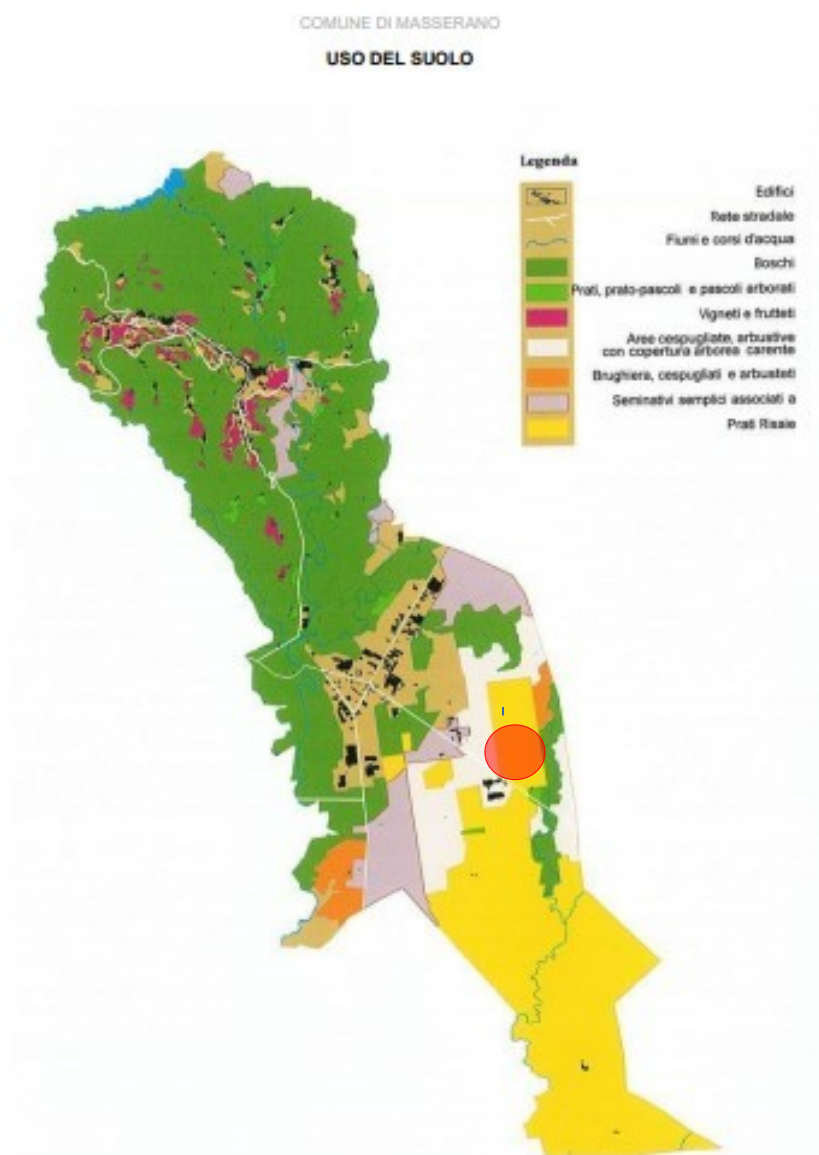 COMUNE DI MASSERANO
USO DEL SUOLO
Legenda
Edifici
Rete stradale
Fiumi e corsi d'acqua
Boschi
Prati, prato-pascoli e pascoli arborati
Vigneti e frutteti
Aree cespugliate, arbustive
con copertura arborea carente
Brughiera, cespugliati e arbusteti
Seminativi semplici associati a
Prati Risaie